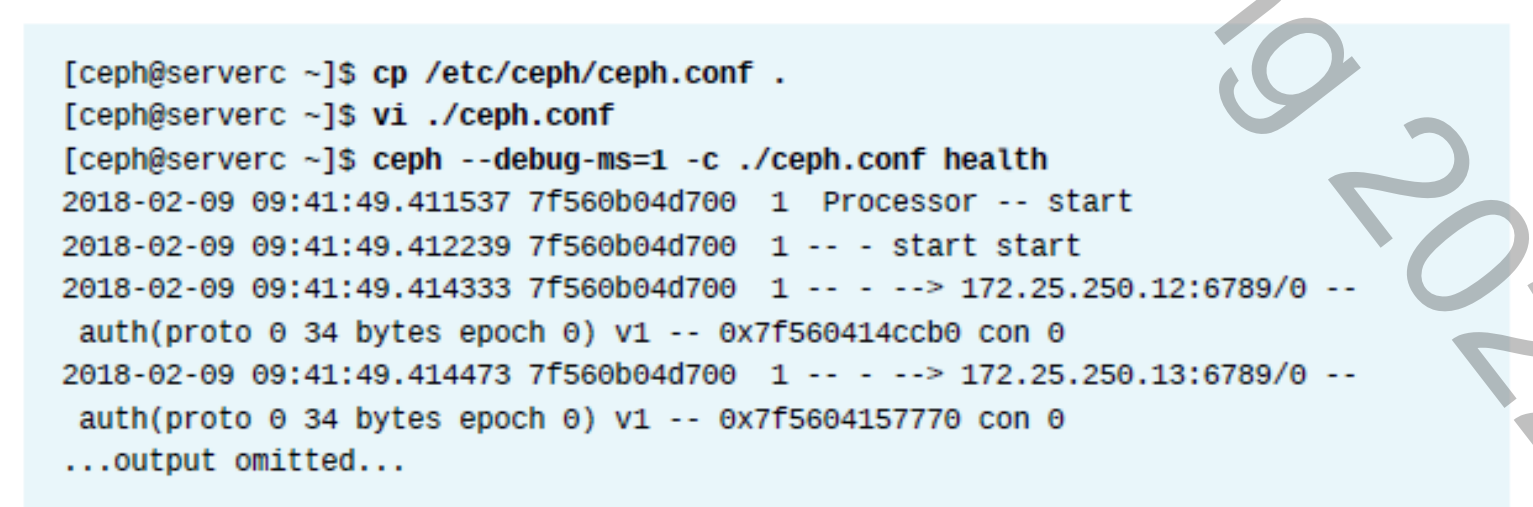 [ceph@serverc ~]$ cp /etc/ceph/ceph.conf .
[ceph@serverc ~]$ vi ./ceph.conf
[ceph@serverc ~]$ ceph --debug-ms=1 -c ./ceph.conf health
2018-02-09 09:41:49.411537 7f560b04d700  1  Processor -- start
2018-02-09 09:41:49.412239 7f560b04d700  1 -- - start start
2018-02-09 09:41:49.414333 7f560b04d700  1 -- - --> 172.25.250.12:6789/0 --
 auth(proto 0 34 bytes epoch 0) v1 -- 0x7f560414ccb0 con 0
2018-02-09 09:41:49.414473 7f560b04d700  1 -- - --> 172.25.250.13:6789/0 --
 auth(proto 0 34 bytes epoch 0) v1 -- 0x7f5604157770 con 0
...output omitted...